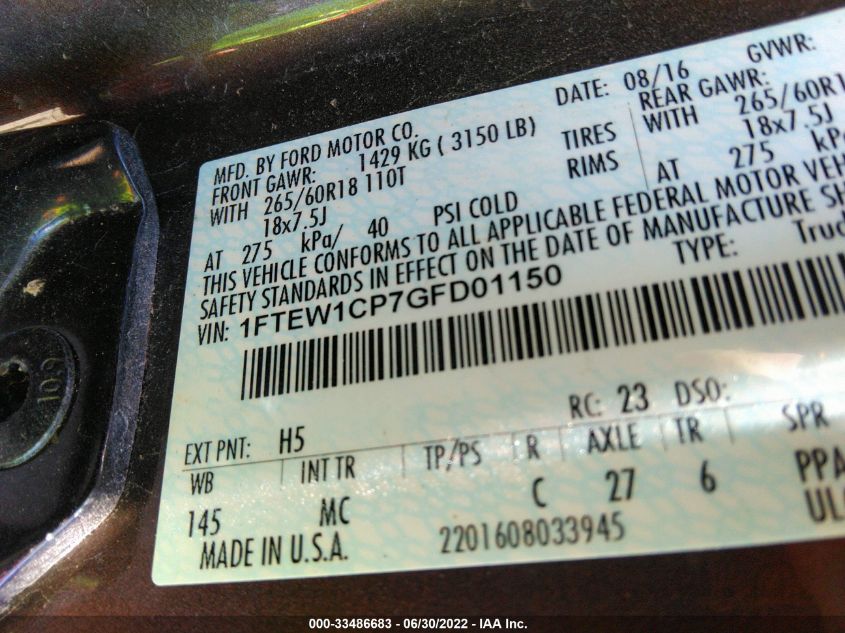 MFD. BY FORD MOTOR CO. DATE: 08/16 GVWR:
FRONT GAWR: 1429 KG ( 3150 LB) REAR GAWR:
WITH 265/60R18 110T TIRES WITH 265/60R1
18x7.5J RIMS 18x7.5J
AT 275 kPa/ 40 PSI COLD AT 275 kP
THIS VEHICLE CONFORMS TO ALL APPLICABLE FEDERAL MOTOR VEH
SAFETY STANDARDS IN EFFECT ON THE DATE OF MANUFACTURE SH
VIN: 1FTEW1CP7GFD01150 TYPE: Truc
EXT PNT: H5 RC: 23 DSO:
WB INT TR TP/PS R AXLE TR SPR
145 MC C 27 6 PPA
MADE IN U.S.A. 2201608033945 UL
10.9
000-33486683 - 06/30/2022 - IAA Inc.